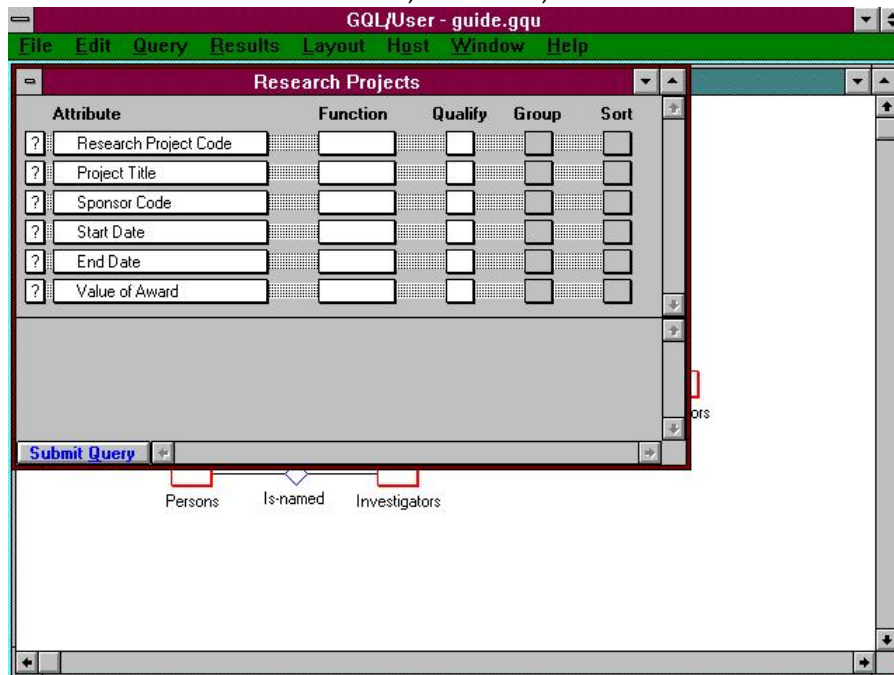 GQL/User - guide.gqu
File Edit Query Results Layout Host Window Help
Research Projects
Attribute Function Qualify Group Sort
? Research Project Code
? Project Title
? Sponsor Code
? Start Date
? End Date
? Value of Award
ors
Submit Query
Persons Is-named Investigators